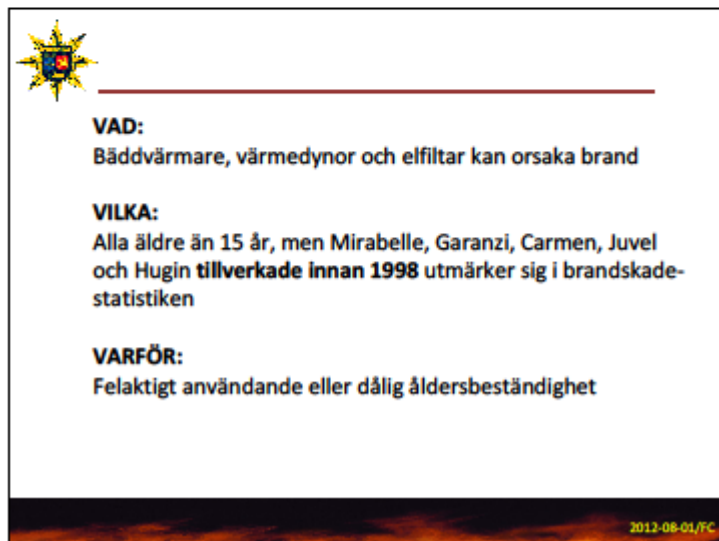 VAD:
Bäddvärmare, värmedynor och elfiltar kan orsaka brand
VILKA:
Alla äldre än 15 år, men Mirabelle, Garanzi, Carmen, Juvel
och Hugin tillverkade innan 1998 utmärker sig i brandskade-
statistiken
VARFÖR:
Felaktigt användande eller dålig åldersbeständighet
2012-08-01/FC